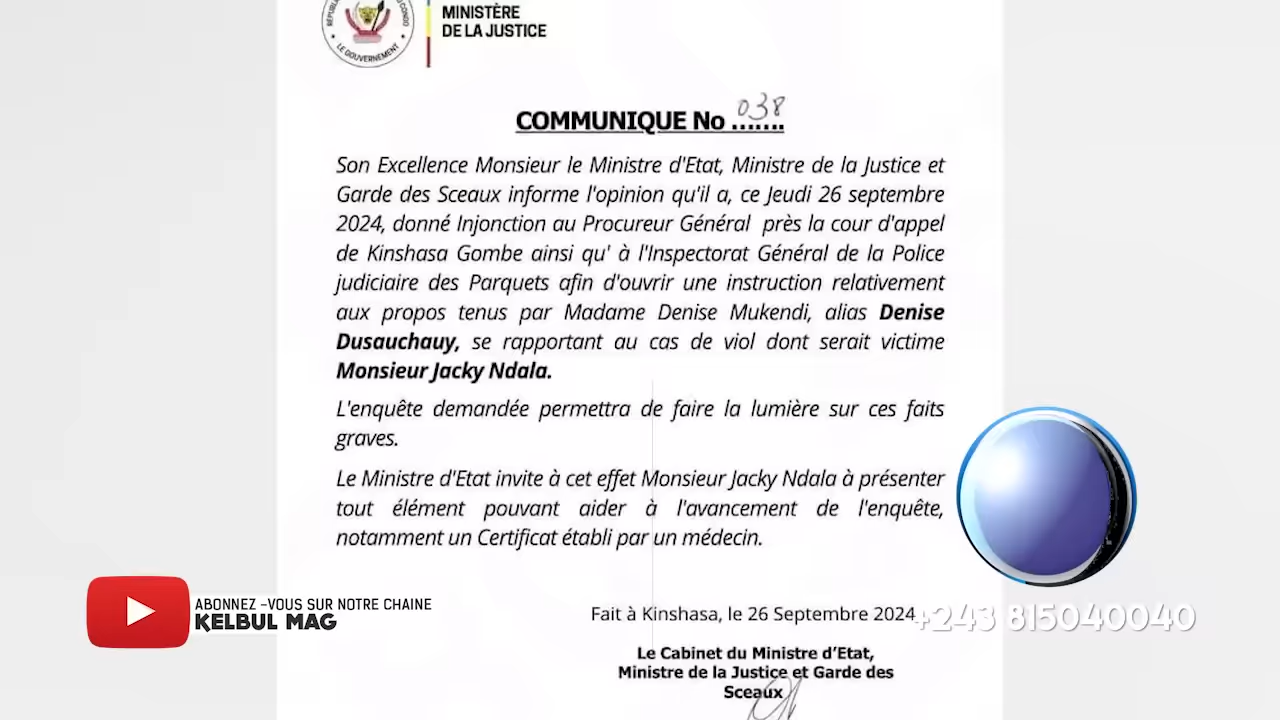 MINISTÈRE
DE LA JUSTICE
LE GOUVERNEMENT
COMMUNIQUE No 038
Son Excellence Monsieur le Ministre d'Etat, Ministre de la Justice et
Garde des Sceaux informe l'opinion qu'il a, ce Jeudi 26 septembre
2024, donné Injonction au Procureur Général près la cour d'appel
de Kinshasa Gombe ainsi qu' à l'Inspectorat Général de la Police
judiciaire des Parquets afin d'ouvrir une instruction relativement
aux propos tenus par Madame Denise Mukendi, alias Denise
Dusauchauy, se rapportant au cas de viol dont serait victime
Monsieur Jacky Ndala.
L'enquête demandée permettra de faire la lumière sur ces faits
graves.
Le Ministre d'Etat invite à cet effet Monsieur Jacky Ndala à présenter
tout élément pouvant aider à l'avancement de l'enquête,
notamment un Certificat établi par un médecin.
Fait à Kinshasa, le 26 Septembre 2024
Le Cabinet du Ministre d'Etat,
Ministre de la Justice et Garde des
Sceaux
ABONNEZ -VOUS SUR NOTRE CHAINE
KELBUL MAG
+243 815040040